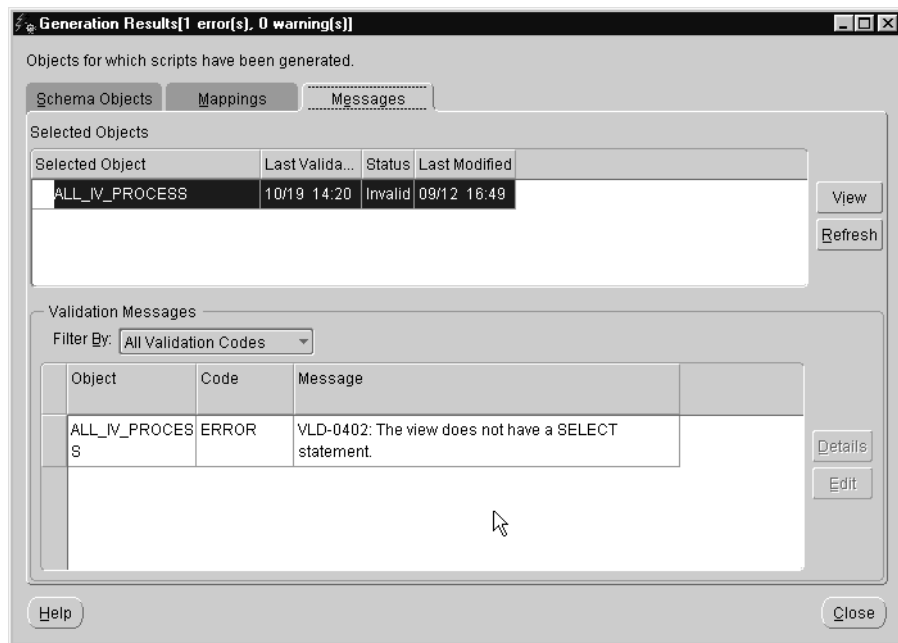 Generation Results[1 error(s), 0 warning(s)]
Objects for which scripts have been generated.
Schema Objects Mappings Messages
Selected Objects
Selected Object Last Valida... Status Last Modified
ALL_IV_PROCESS 10/19 14:20 Invalid 09/12 16:49
View
Refresh
Validation Messages
Filter By: All Validation Codes
Object Code Message
ALL_IV_PROCES ERROR VLD-0402: The view does not have a SELECT
S statement.
Details
Edit
Help Close